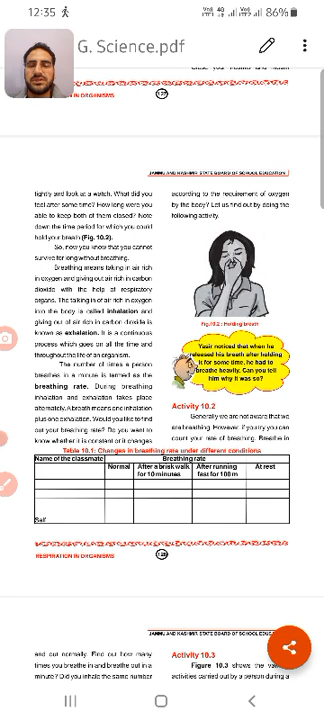 12:35
86%
G. Science.pdf
RESPIRATION IN ORGANISMS
127
JAMMU AND KASHMIR STATE BOARD OF SCHOOL EDUCATION
tightly and look at a watch. What did you
feel after some time? How long were you
able to keep both of them closed? Note
down the time period for which you could
hold your breath (Fig. 10.2).
So, now you know that you cannot
survive for long without breathing.
Breathing means taking in air rich
in oxygen and giving out air rich in carbon
dioxide with the help of respiratory
organs. The taking in of air rich in oxygen
into the body is called inhalation and
giving out of air rich in carbon dioxide is
known as exhalation. It is a continuous
process which goes on all the time and
throughout the life of an organism.
The number of times a person
breathes in a minute is termed as the
breathing rate. During breathing
inhalation and exhalation takes place
alternately. A breath means one inhalation
plus one exhalation. Would you like to find
out your breathing rate? Do you want to
know whether it is constant or it changes
according to the requirement of oxygen
by the body? Let us find out by doing the
following activity.
Fig.10.2 : Holding breath
Yasir noticed that when he
released his breath after holding
it for some time, he had to
breathe heavily. Can you tell
him why it was so?
Activity 10.2
Generally we are not aware that we
are breathing. However if you try you can
count your rate of breathing. Breathe in
Table 10.1: Changes in breathing rate under different conditions
Name of the classmate
Breathing rate
Normal
After a brisk walk
for 10 minutes
After running
fast for 100 m
At rest
Self
RESPIRATION IN ORGANISMS
128
JAMMU AND KASHMIR STATE BOARD OF SCHOOL
and out normally. Find out how many
times you breathe in and breathe out in a
minute? Did you inhale the same number
Activity 10.3
Figure 10.3 shows the
activities carried out by a person during a